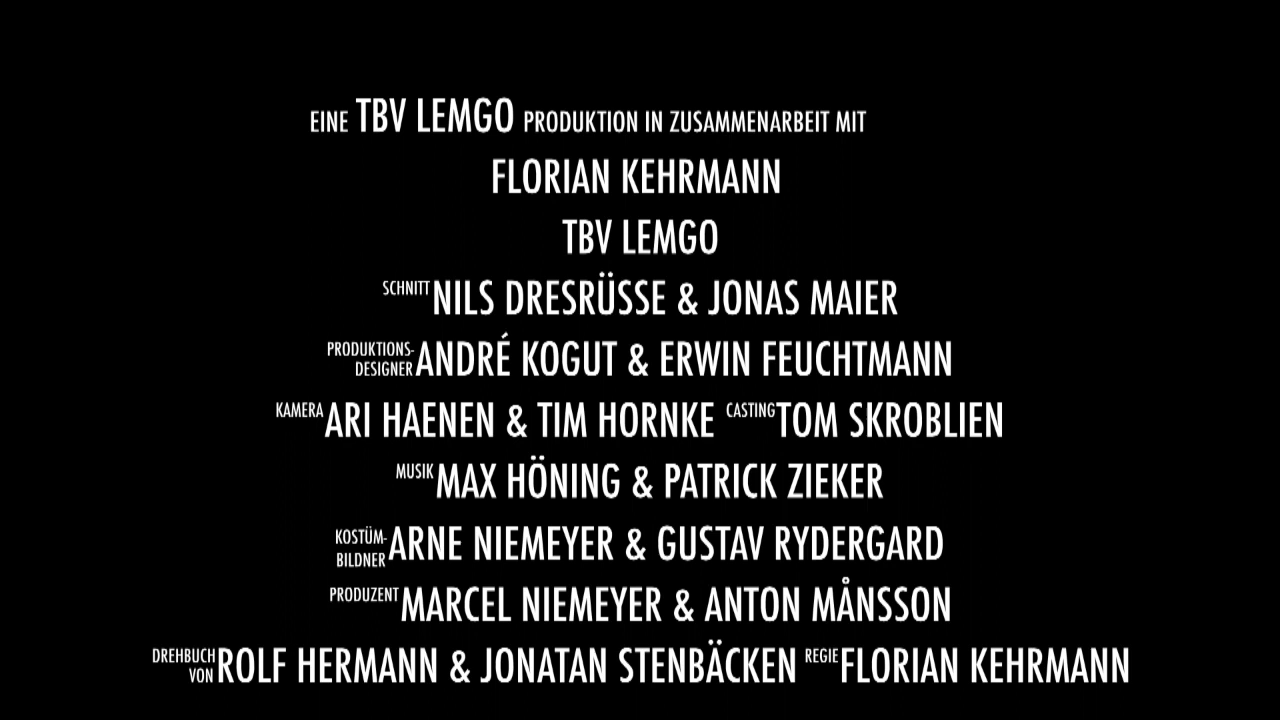 EINE TBV LEMGO PRODUKTION IN ZUSAMMENARBEIT MIT
FLORIAN KEHRMANN
TBV LEMGO
SCHNITT NILS DRESRÜSSE & JONAS MAIER
PRODUKTIONS-DESIGNER ANDRÉ KOGUT & ERWIN FEUCHTMANN
KAMERA ARI HAENEN & TIM HORNKE CASTING TOM SKROBLIEN
MUSIK MAX HÖNING & PATRICK ZIEKER
KOSTÜM-BILDNER ARNE NIEMEYER & GUSTAV RYDERGARD
PRODUZENT MARCEL NIEMEYER & ANTON MÅNSSON
DREHBUCH VON ROLF HERMANN & JONATAN STENBÄCKEN REGIE FLORIAN KEHRMANN